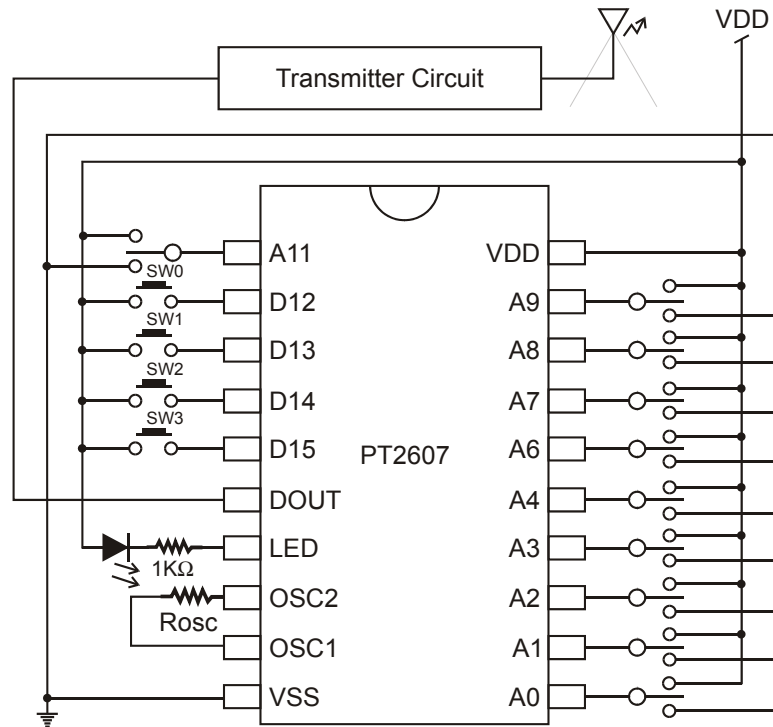 VDD
Transmitter Circuit
A11
VDD
SW0
D12
A9
SW1
D13
A8
SW2
D14
A7
SW3
D15
PT2607
A6
DOUT
A4
LED
A3
1KΩ
OSC2
A2
Rosc
OSC1
A1
VSS
A0